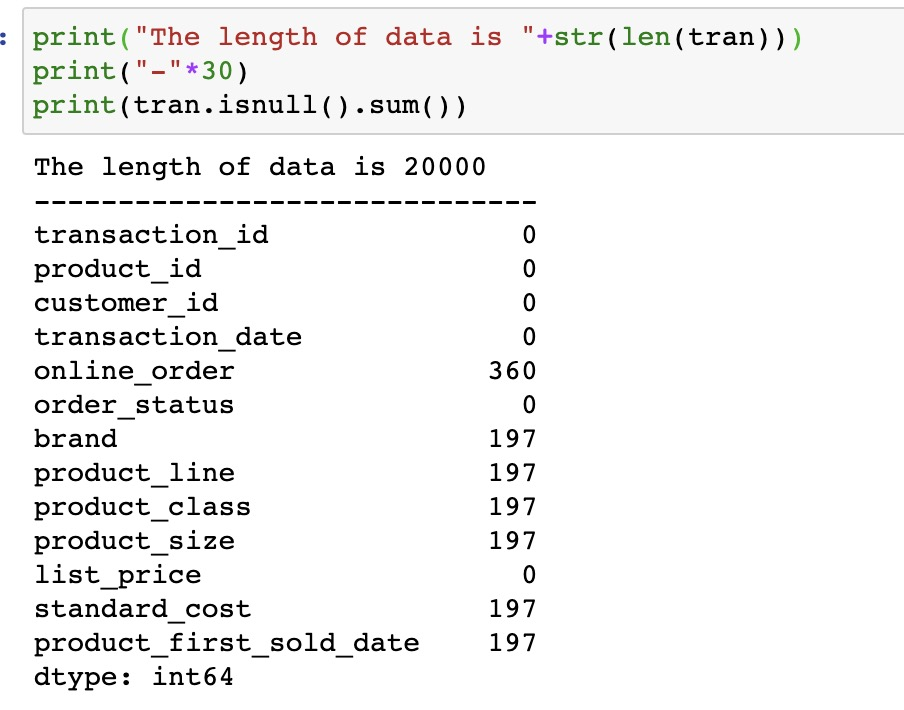 :
print("The length of data is "+str(len(tran)))
print("-"*30)
print(tran.isnull().sum())
The length of data is 20000
------------------------------
transaction_id 0
product_id 0
customer_id 0
transaction_date 0
online_order 360
order_status 0
brand 197
product_line 197
product_class 197
product_size 197
list_price 0
standard_cost 197
product_first_sold_date 197
dtype: int64